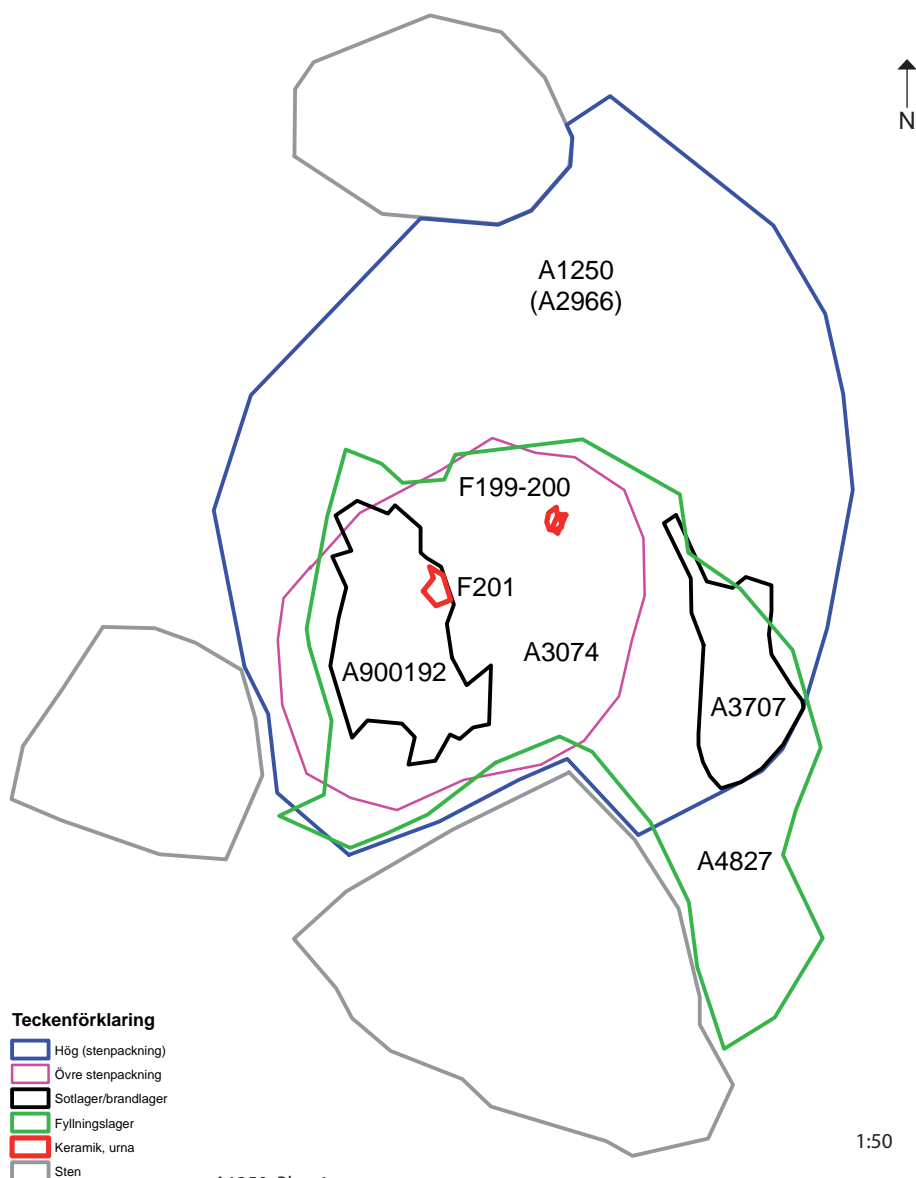 N
A1250
(A2966)
F199-200
F201
A3074
A900192
A3707
A4827
Teckenförklaring
Hög (stenpackning)
Övre stenpackning
Sotlager/brandlager
Fyllningslager
Keramik, urna
Sten
1:50